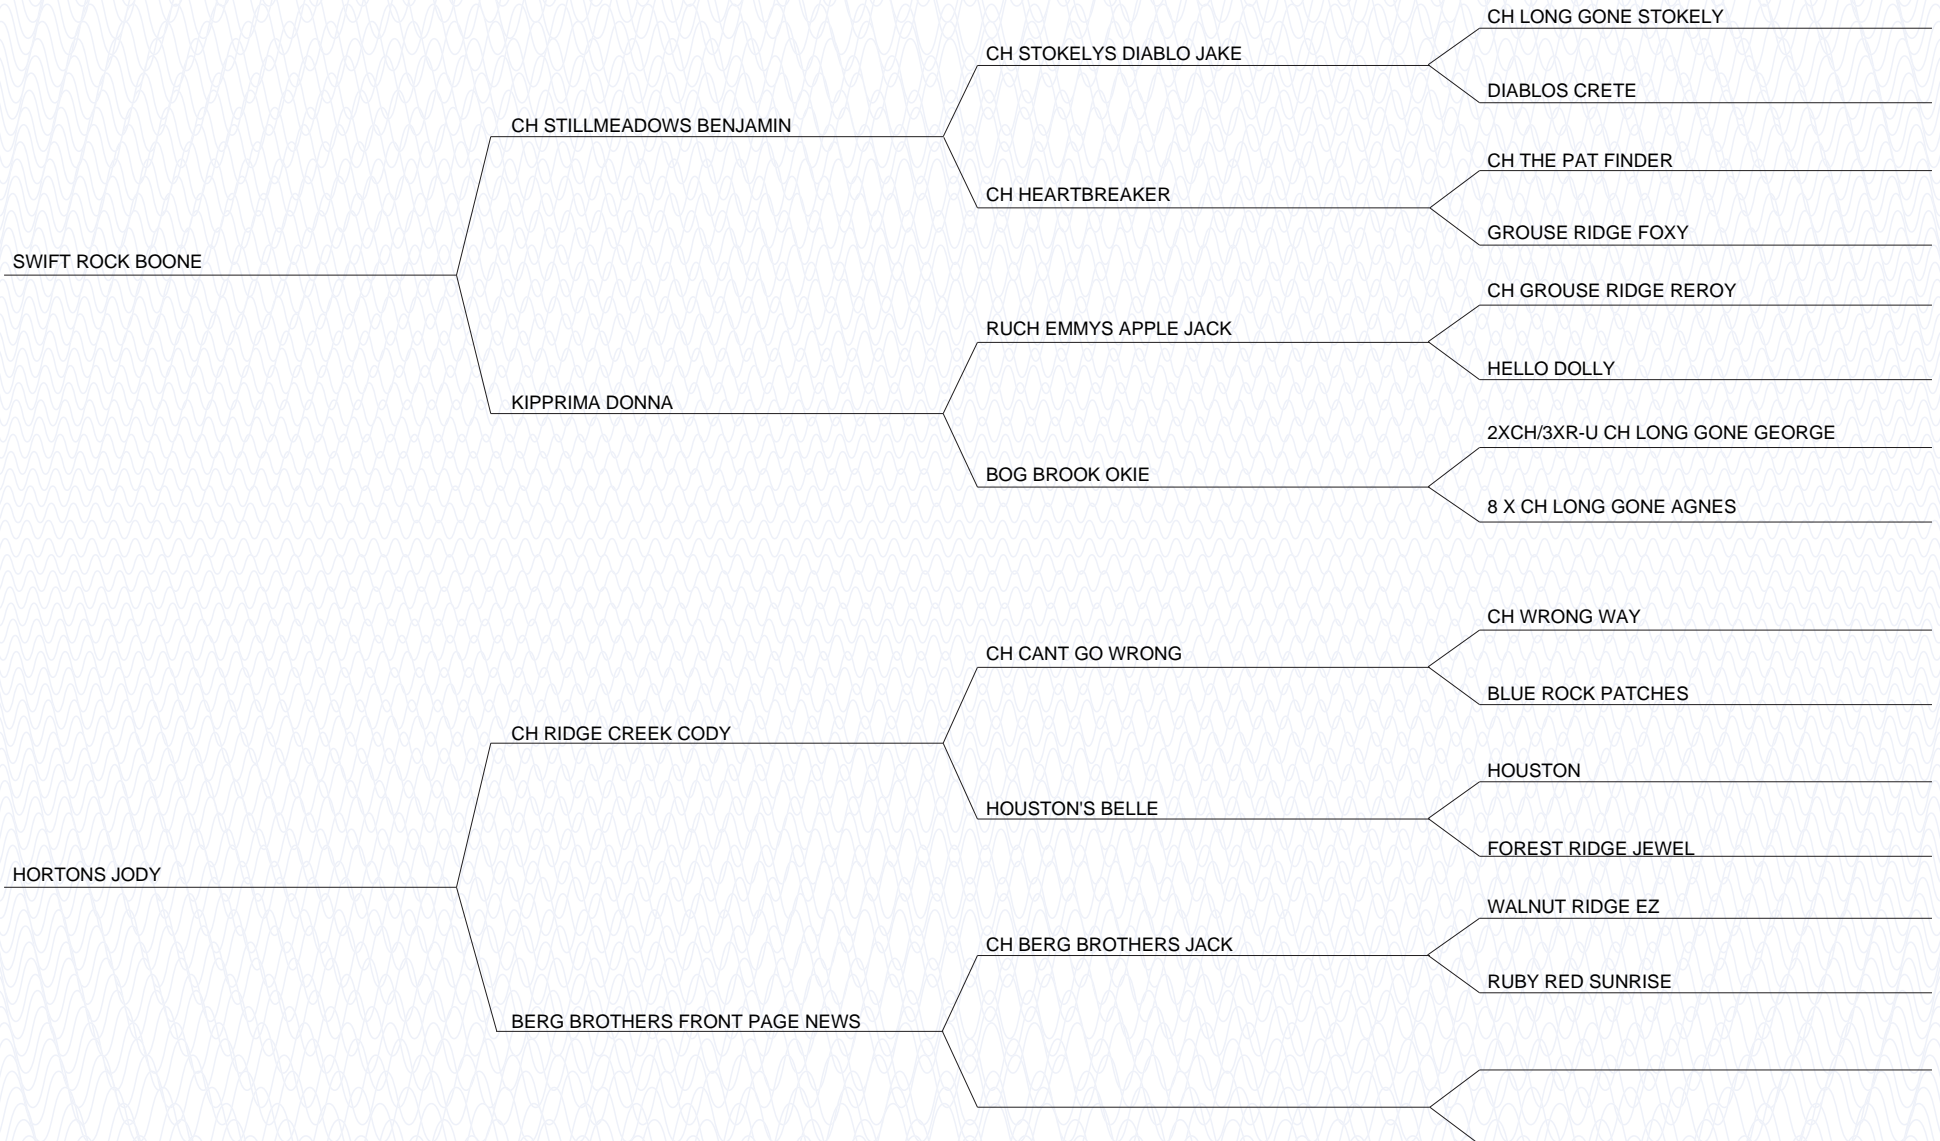 CH LONG GONE STOKELY
CH STOKELYS DIABLO JAKE
DIABLOS CRETE
CH STILLMEADOWS BENJAMIN
CH THE PAT FINDER
CH HEARTBREAKER
GROUSE RIDGE FOXY
SWIFT ROCK BOONE
CH GROUSE RIDGE REROY
RUCH EMMYS APPLE JACK
HELLO DOLLY
KIPPRIMA DONNA
2XCH/3XR-U CH LONG GONE GEORGE
BOG BROOK OKIE
8 X CH LONG GONE AGNES
CH WRONG WAY
CH CANT GO WRONG
BLUE ROCK PATCHES
CH RIDGE CREEK CODY
HOUSTON
HOUSTON'S BELLE
FOREST RIDGE JEWEL
HORTONS JODY
WALNUT RIDGE EZ
CH BERG BROTHERS JACK
RUBY RED SUNRISE
BERG BROTHERS FRONT PAGE NEWS